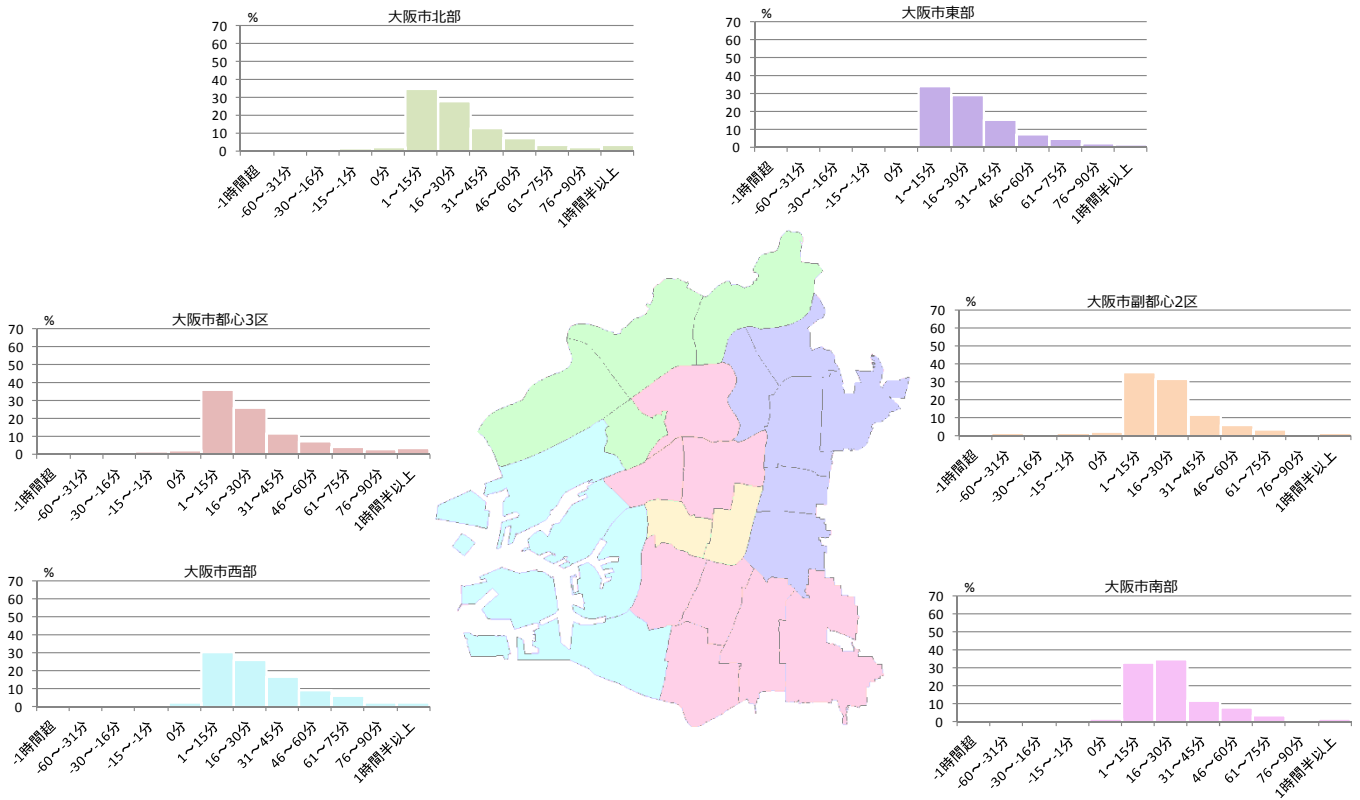 大阪市北部
%
70
60
50
40
30
20
10
0
-1時間超
-60～-31分
-30～-16分
-15～-1分
0分
1～15分
16～30分
31～45分
46～60分
61～75分
76～90分
1時間半以上
大阪市東部
%
70
60
50
40
30
20
10
0
-1時間超
-60～-31分
-30～-16分
-15～-1分
0分
1～15分
16～30分
31～45分
46～60分
61～75分
76～90分
1時間半以上
大阪市都心3区
%
70
60
50
40
30
20
10
0
-1時間超
-60～-31分
-30～-16分
-15～-1分
0分
1～15分
16～30分
31～45分
46～60分
61～75分
76～90分
1時間半以上
大阪市副都心2区
%
70
60
50
40
30
20
10
0
-1時間超
-60～-31分
-30～-16分
-15～-1分
0分
1～15分
16～30分
31～45分
46～60分
61～75分
76～90分
1時間半以上
大阪市西部
%
70
60
50
40
30
20
10
0
-1時間超
-60～-31分
-30～-16分
-15～-1分
0分
1～15分
16～30分
31～45分
46～60分
61～75分
76～90分
1時間半以上
大阪市南部
%
70
60
50
40
30
20
10
0
-1時間超
-60～-31分
-30～-16分
-15～-1分
0分
1～15分
16～30分
31～45分
46～60分
61～75分
76～90分
1時間半以上